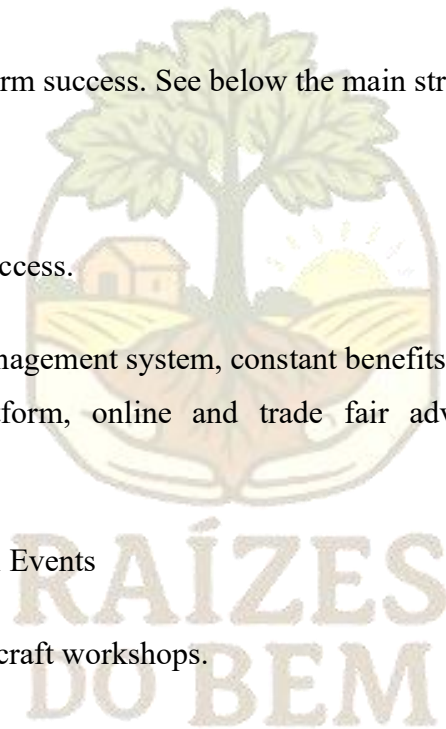 rm success. See below the main str
ccess.
nagement system, constant benefits
form, online and trade fair adv
Events
craft workshops.
RAÍZES
DO BEM